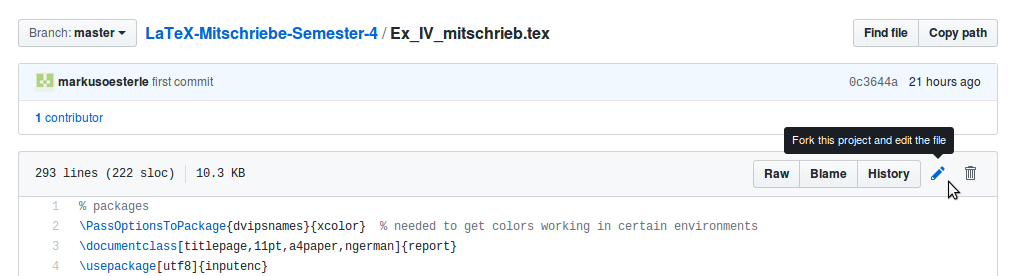 Branch: master LaTeX-Mitschriebe-Semester-4 / Ex_IV_mitschrieb.tex Find file Copy path
markusoesterle first commit 0c3644a 21 hours ago
1 contributor
Fork this project and edit the file
293 lines (222 sloc) 10.3 KB Raw Blame History
1 % packages
2 \PassOptionsToPackage{dvipsnames}{xcolor} % needed to get colors working in certain environments
3 \documentclass[titlepage,11pt,a4paper,ngerman]{report}
4 \usepackage[utf8]{inputenc}